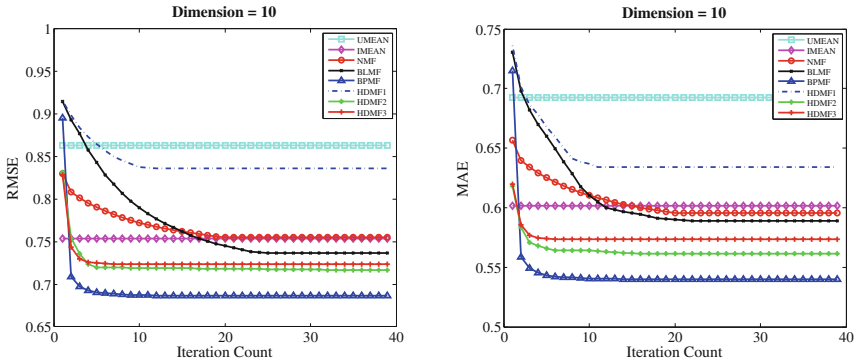 Dimension = 10
1
0.95
0.9
0.85
0.8
0.75
0.7
0.65
RMSE
0
10
20
30
40
Iteration Count
UMEAN
IMEAN
NMF
BLMF
BPMF
HDMF1
HDMF2
HDMF3
Dimension = 10
0.75
0.7
0.65
0.6
0.55
0.5
MAE
0
10
20
30
40
Iteration Count
UMEAN
IMEAN
NMF
BLMF
BPMF
HDMF1
HDMF2
HDMF3